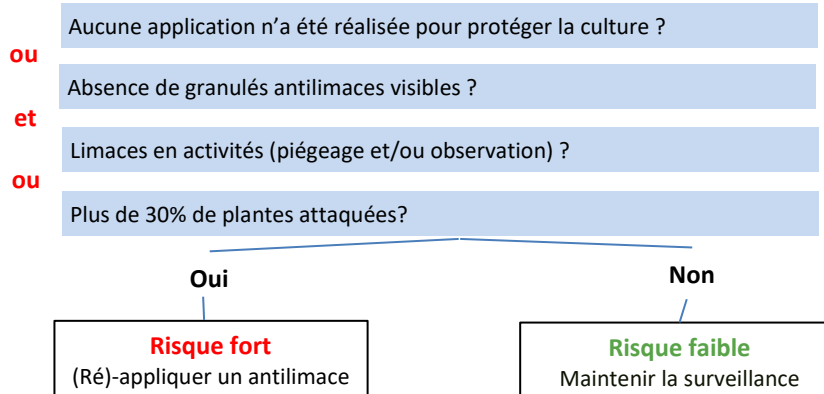 Aucune application n’a été réalisée pour protéger la culture ?
ou
Absence de granulés antilimaces visibles ?
et
Limaces en activités (piégeage et/ou observation) ?
ou
Plus de 30% de plantes attaquées?
Oui
Non
Risque fort
(Ré)-appliquer un antilimace
Risque faible
Maintenir la surveillance